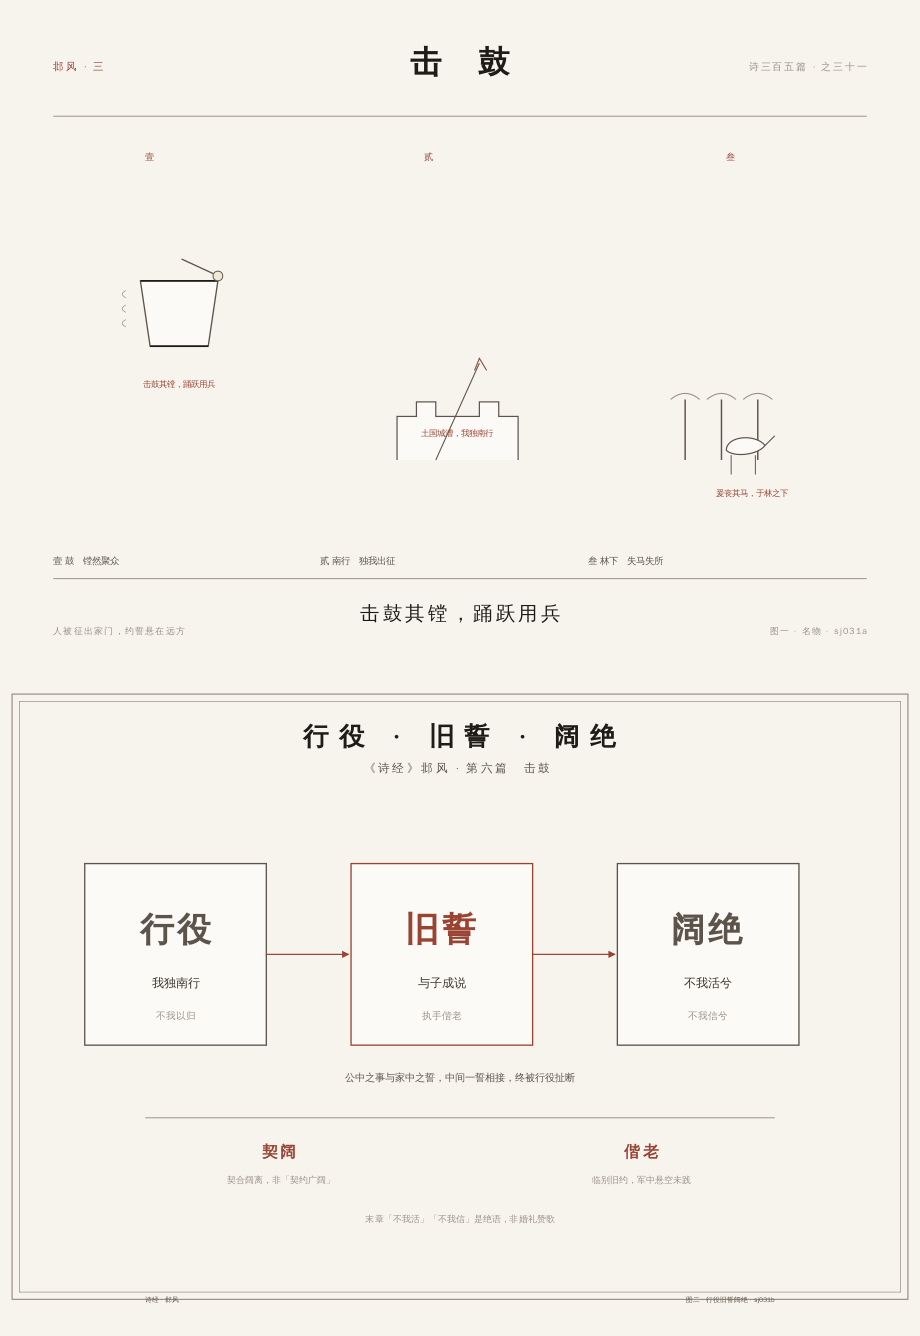 邶风 · 三
击 鼓
诗三百五篇 · 之三十一
壹
贰
叁
击鼓其镗，踊跃用兵
土国城漕，我独南行
爰丧其马，于林之下
壹 鼓 镗然聚众
贰 南行 独我出征
叁 林下 失马失所
击鼓其镗，踊跃用兵
人被征出家门，约誓悬在远方
图一 · 名物 · sj031a
行役 · 旧誓 · 阔绝
《诗经》邶风 · 第六篇 击鼓
行役
我独南行
不我以归
旧誓
与子成说
执手偕老
阔绝
不我活兮
不我信兮
公中之事与家中之誓，中间一誓相接，终被行役扯断
契阔
契合阔离，非「契约广阔」
偕老
临别旧约，军中悬空未践
末章「不我活」「不我信」是绝语，非婚礼赞歌
诗经 · 邶风
图二 · 行役旧誓阔绝 · sj031b